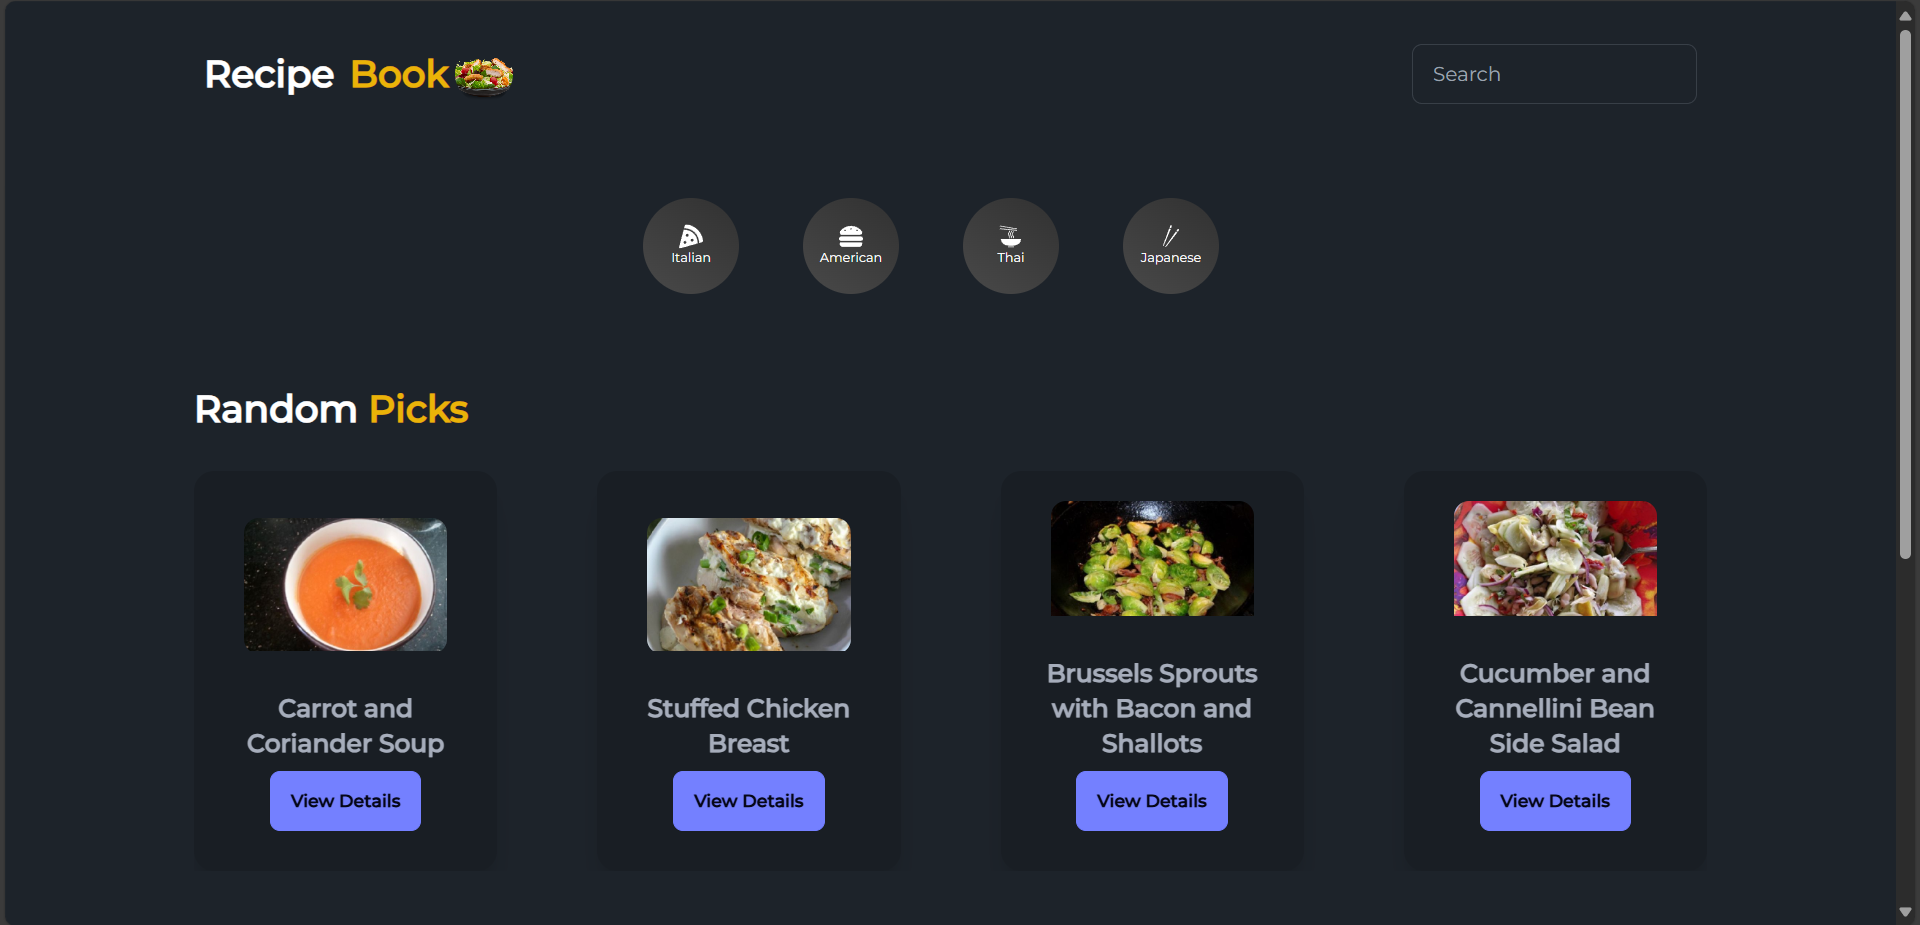 Recipe Book
Search
Italian
American
Thai
Japanese
Random Picks
Carrot and
Coriander Soup
View Details
Stuffed Chicken
Breast
View Details
Brussels Sprouts
with Bacon and
Shallots
View Details
Cucumber and
Cannellini Bean
Side Salad
View Details